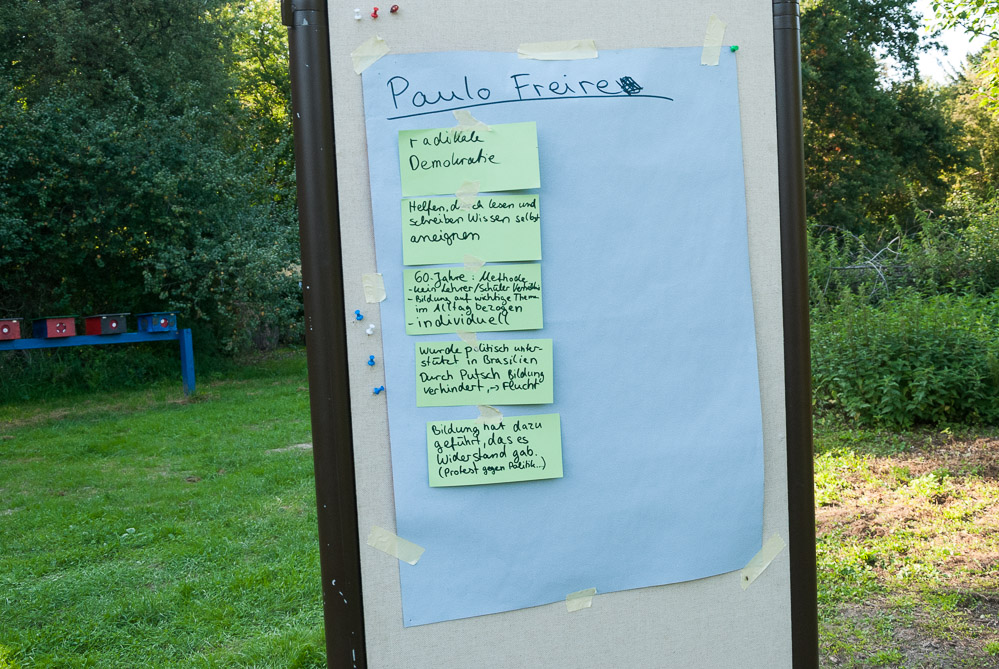 Paulo Freire
radikale
Demokratie
Helfen, durch lesen und
schreiben Wissen selbst
aneignen
60. Jahre: Methode
- kein Lehrer/Schüler Verhältnis
- Bildung auf wichtige Thema
im Alltag bezogen
- individuell
Wurde politisch unter-
stützt in Brasilien
Durch Putsch Bildung
verhindert, → Flucht
Bildung hat dazu
geführt, das es
Widerstand gab.
(Protest gegen Politik...)